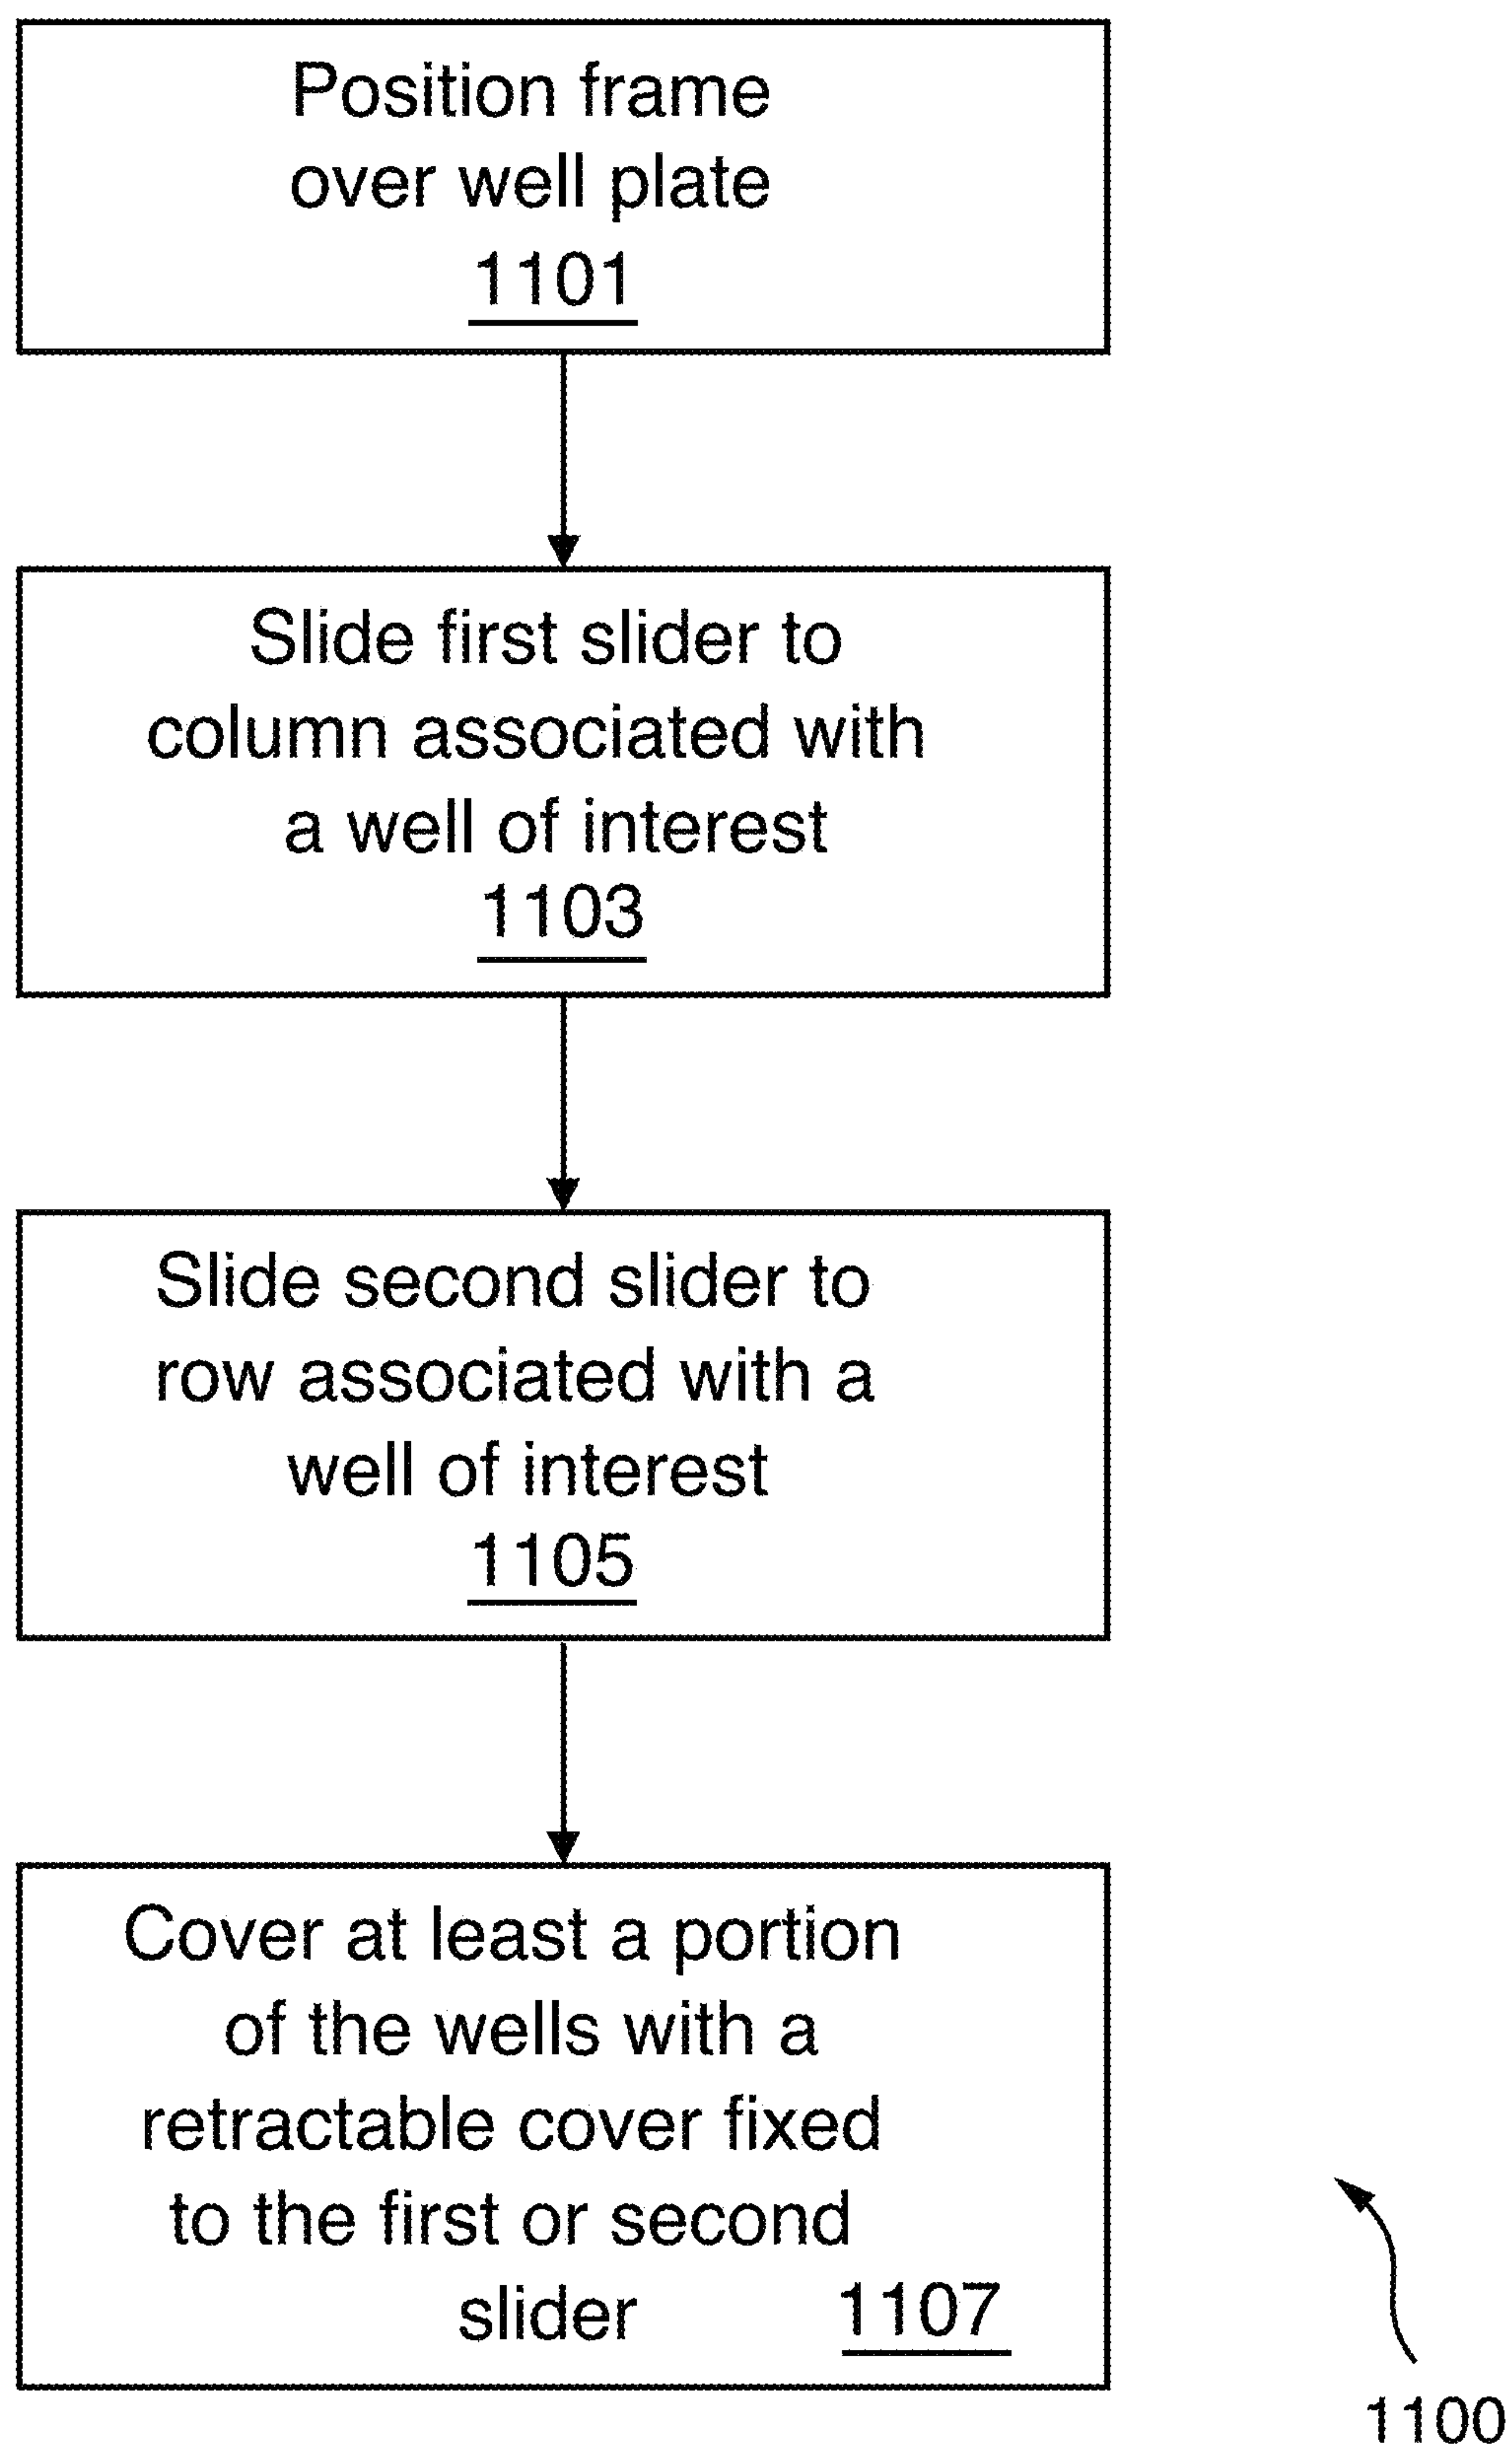 Position frame
over well plate
1101
Slide first slider to
column associated with
a well of interest
1103
Slide second slider to
row associated with a
well of interest
1105
Cover at least a portion
of the wells with a
retractable cover fixed
to the first or second
slider 1107
1100